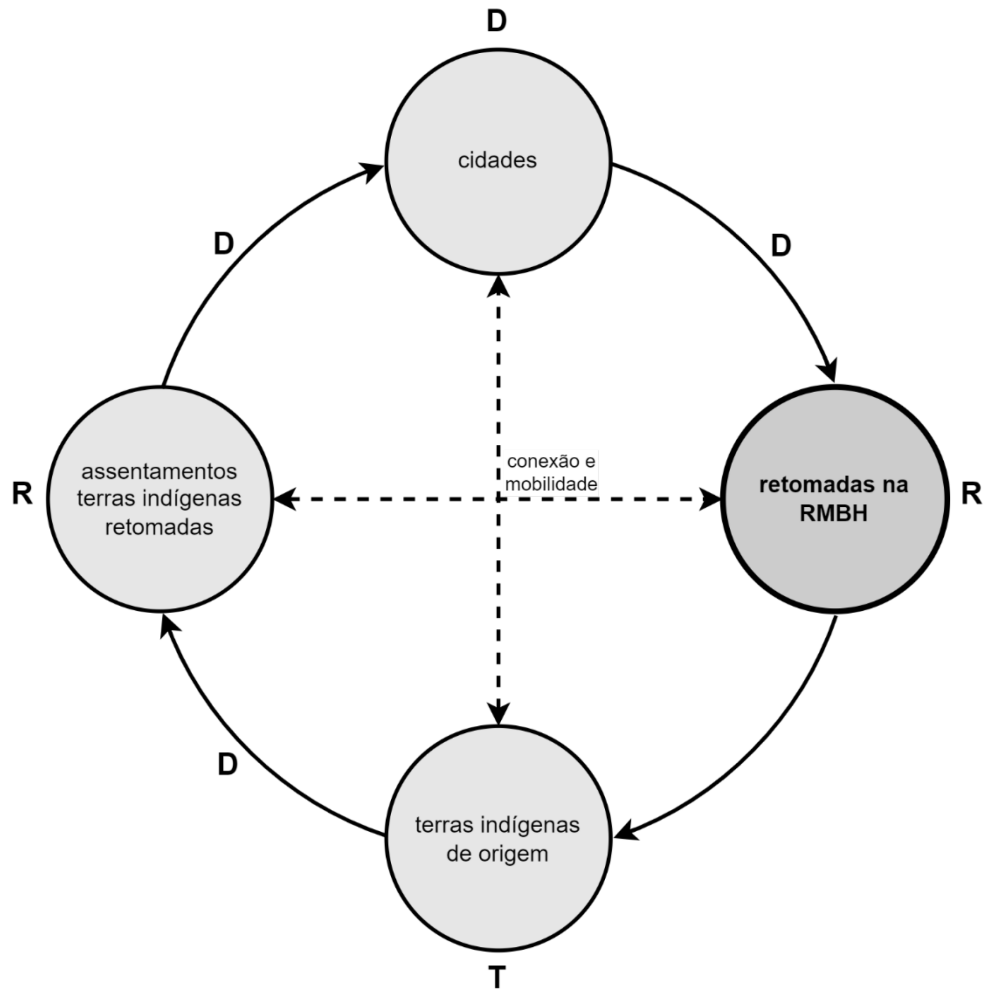 D
cidades
D
D
conexão e
mobilidade
assentamentos
terras indígenas
retomadas
R
retomadas na
RMBH
R
D
terras indígenas
de origem
T